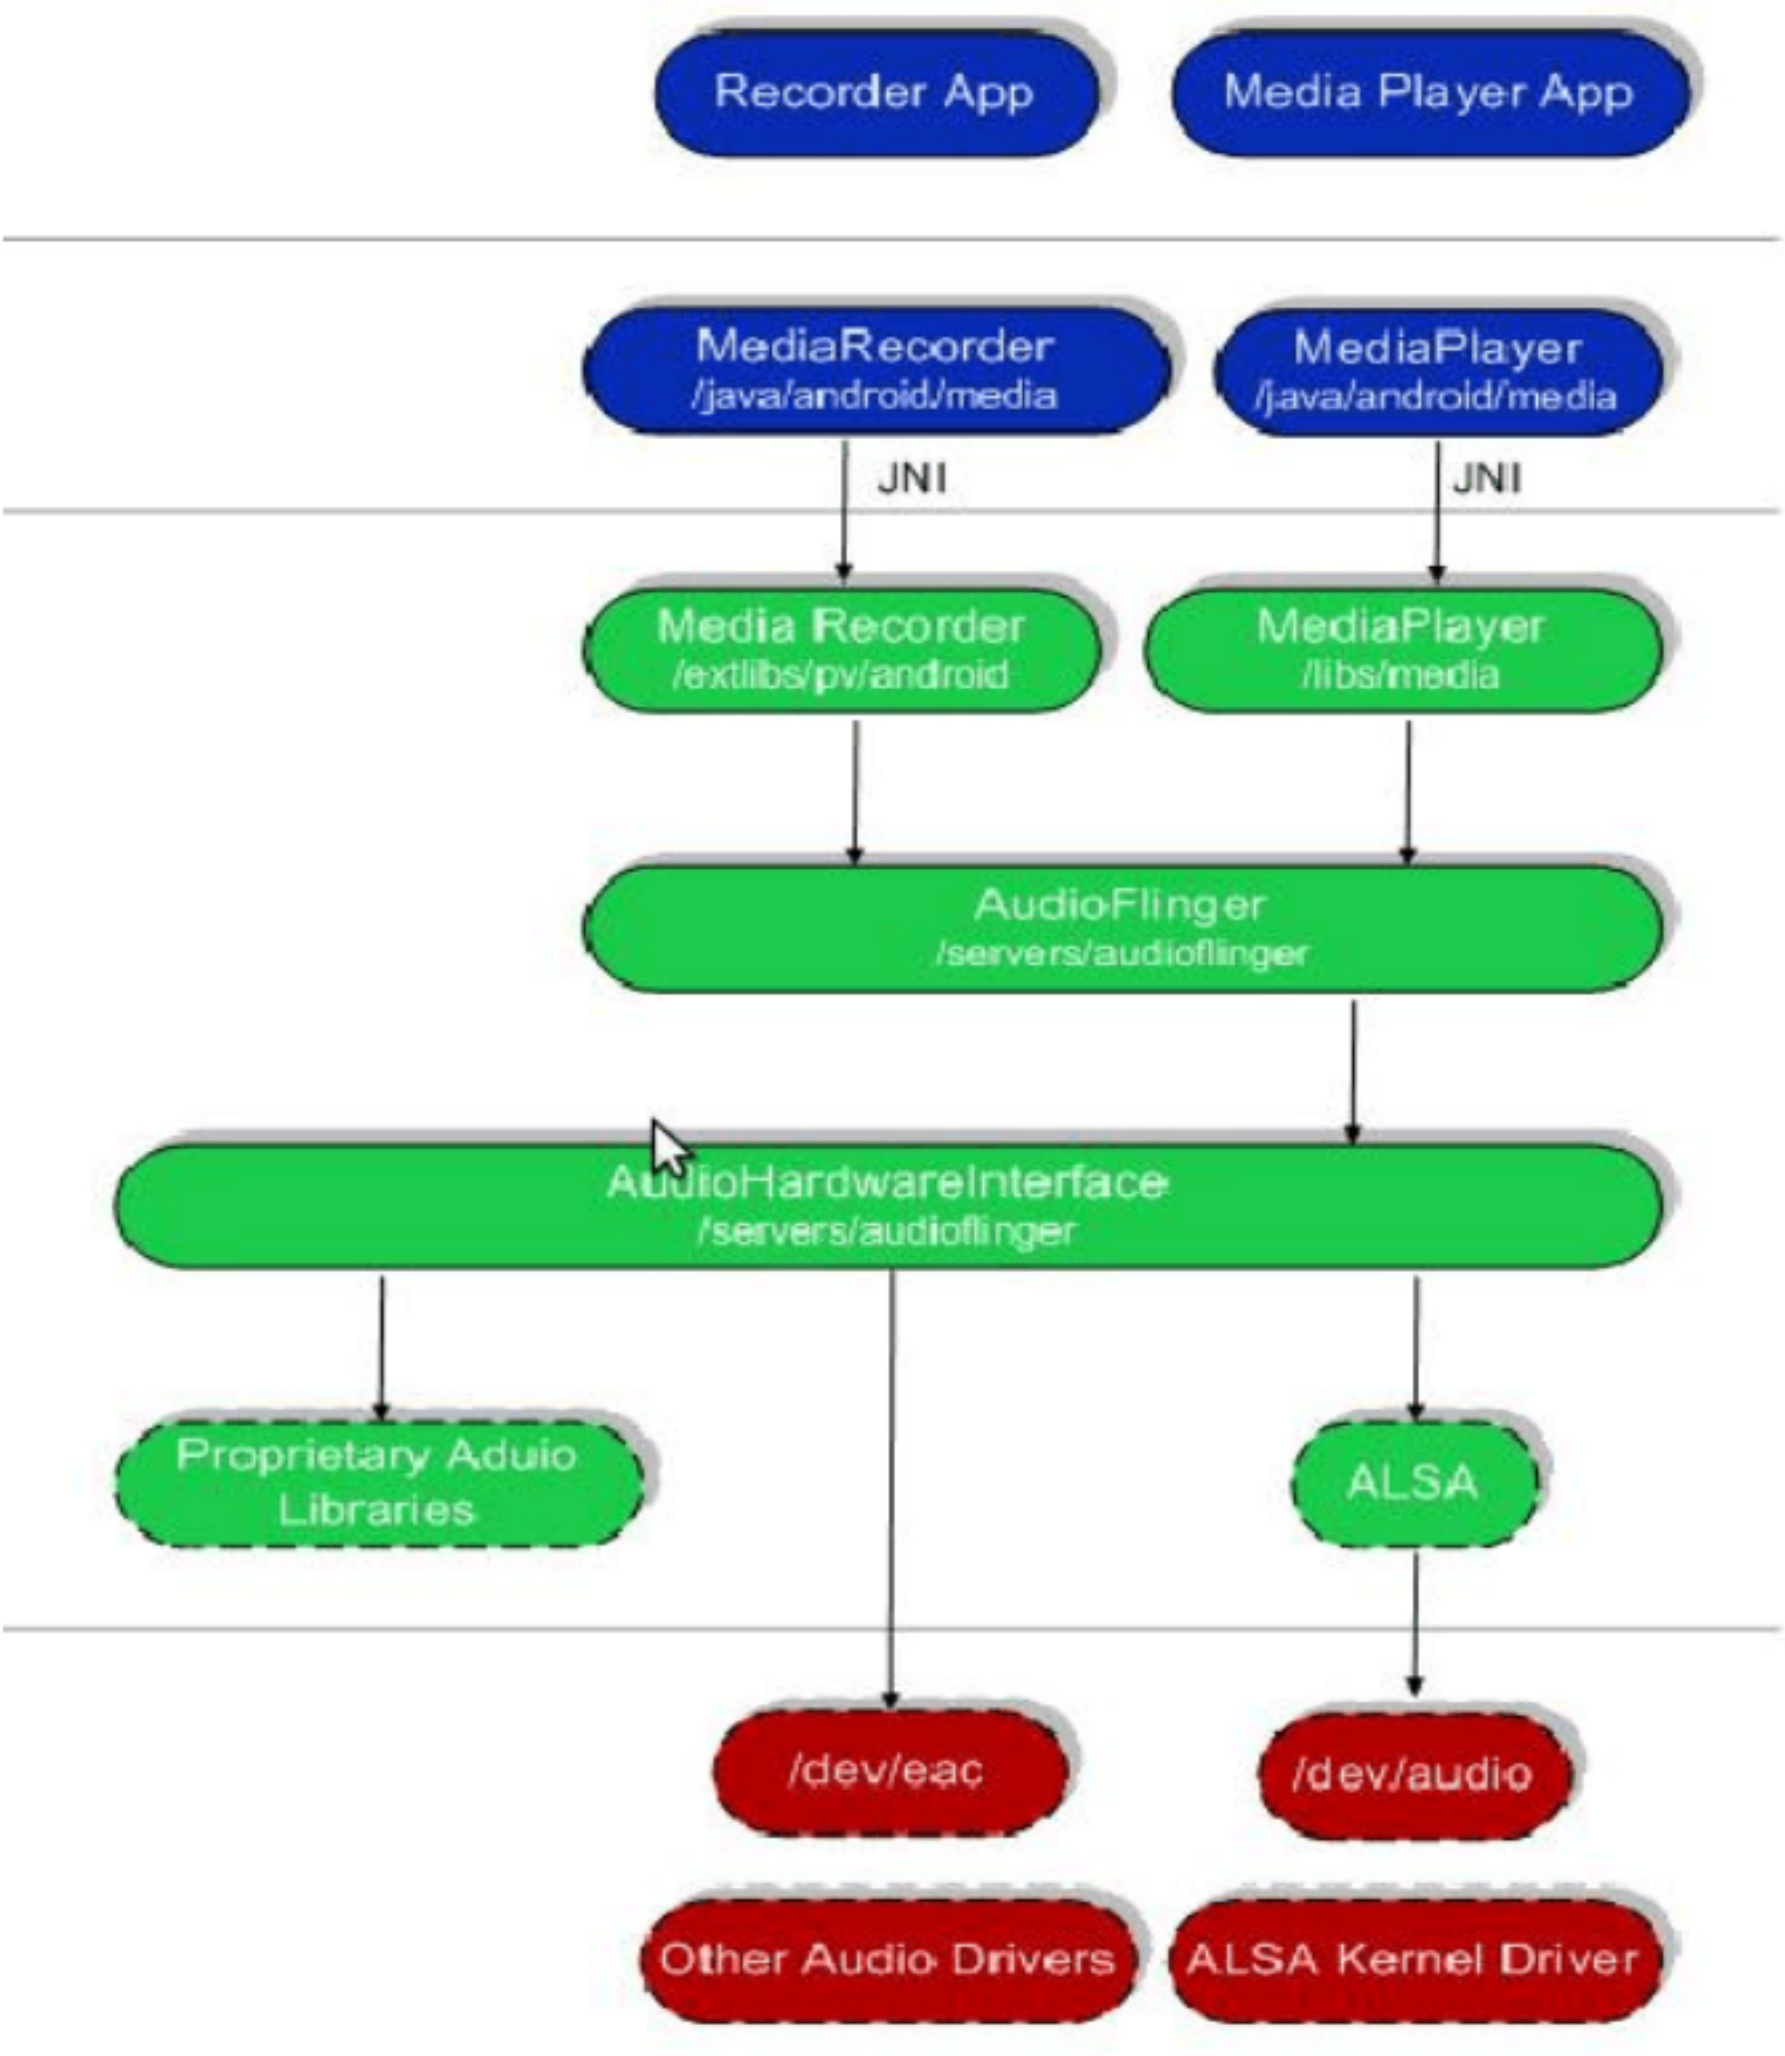 Recorder App
Media Player App
MediaRecorder
/java/android/media
MediaPlayer
/java/android/media
JNI
JNI
Media Recorder
/extlibs/pv/android
MediaPlayer
/libs/media
AudioFlinger
/servers/audioflinger
AudioHardwareInterface
/servers/audioflinger
Proprietary Aduio
Libraries
ALSA
/dev/eac
/dev/audio
Other Audio Drivers
ALSA Kernel Driver